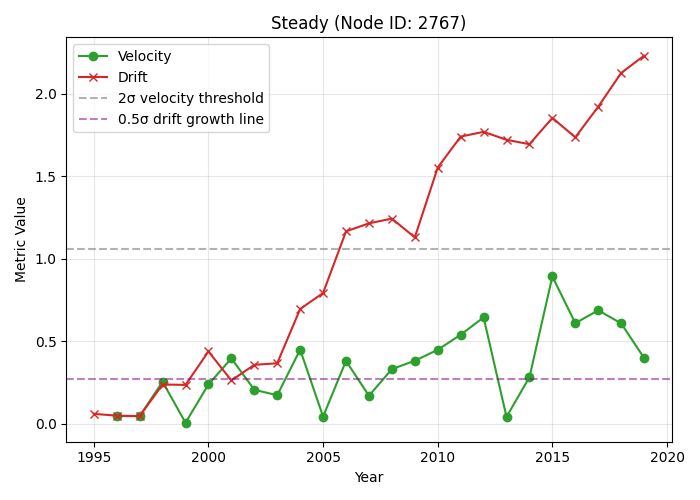 Steady (Node ID: 2767)
Velocity
Drift
2σ velocity threshold
0.5σ drift growth line
Metric Value
2.0
1.5
1.0
0.5
0.0
1995 2000 2005 2010 2015 2020
Year